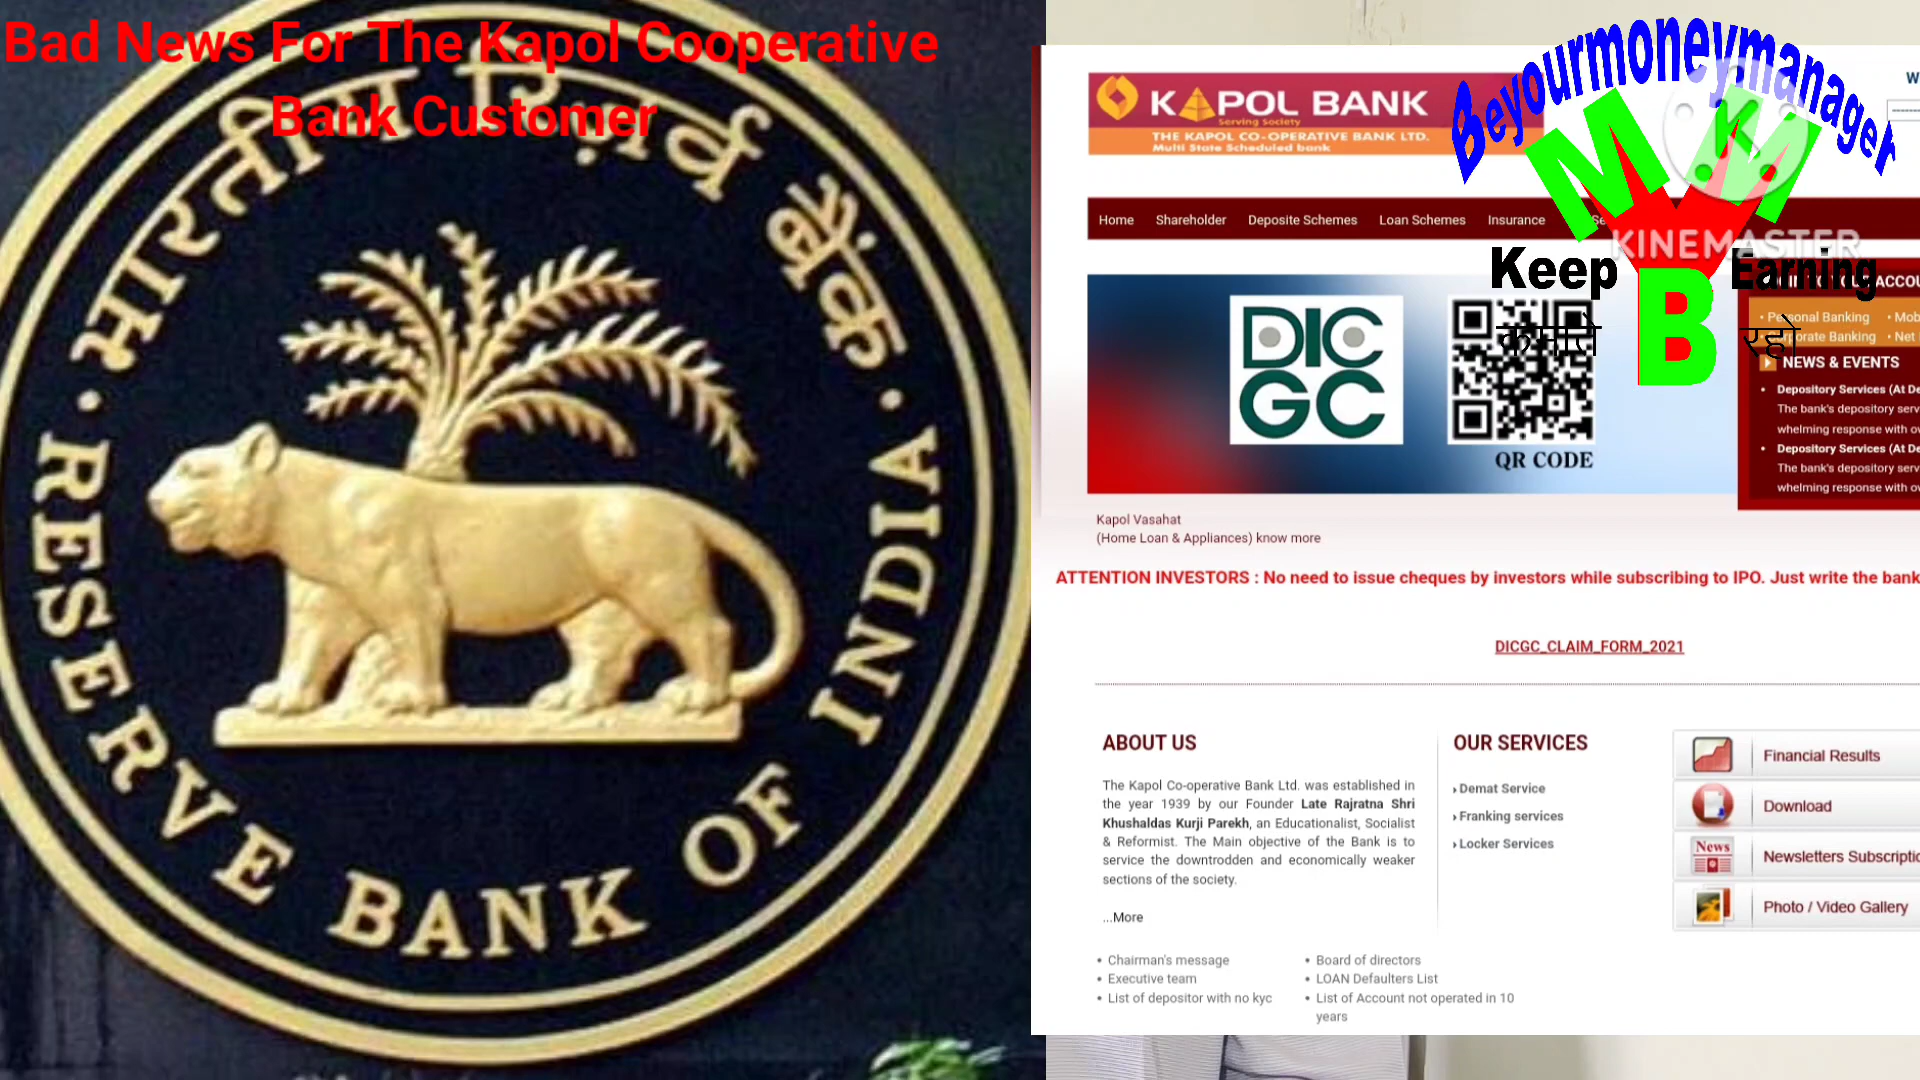 Bad News For The Kapol Cooperative
Bank Customer
भारतीय रिज़र्व बैंक
RESERVE BANK OF INDIA
KAPOL BANK
Serving Society
THE KAPOL CO-OPERATIVE BANK LTD.
Multi State Scheduled bank
Beyourmoneymanager
M M
K
B
KINEMASTER
Keep Earning
कमाते रहो
Home Shareholder Deposite Schemes Loan Schemes Insurance
DIC
GC
QR CODE
• Personal Banking
Banking • Net
NEWS & EVENTS
• Depository Services (At
The bank's depository
whelming response with
• Depository Services (At
The bank's depository
whelming response with
Kapol Vasahat
(Home Loan & Appliances) know more
ATTENTION INVESTORS : No need to issue cheques by investors while subscribing to IPO. Just write the bank
DICGC_CLAIM_FORM_2021
ABOUT US
The Kapol Co-operative Bank Ltd. was established in
the year 1939 by our Founder Late Rajratna Shri
Khushaldas Kurji Parekh, an Educationalist, Socialist
& Reformist. The Main objective of the Bank is to
service the downtrodden and economically weaker
sections of the society.
...More
• Chairman's message
• Executive team
• List of depositor with no kyc
• Board of directors
• LOAN Defaulters List
• List of Account not operated in 10
years
OUR SERVICES
› Demat Service
› Franking services
› Locker Services
Financial Results
Download
News
Newsletters
Photo / Video Gallery